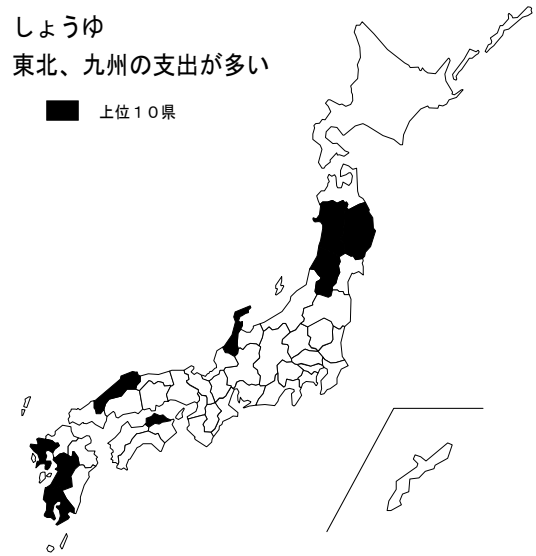 しょうゆ
東北、九州の支出が多い
上位１０県